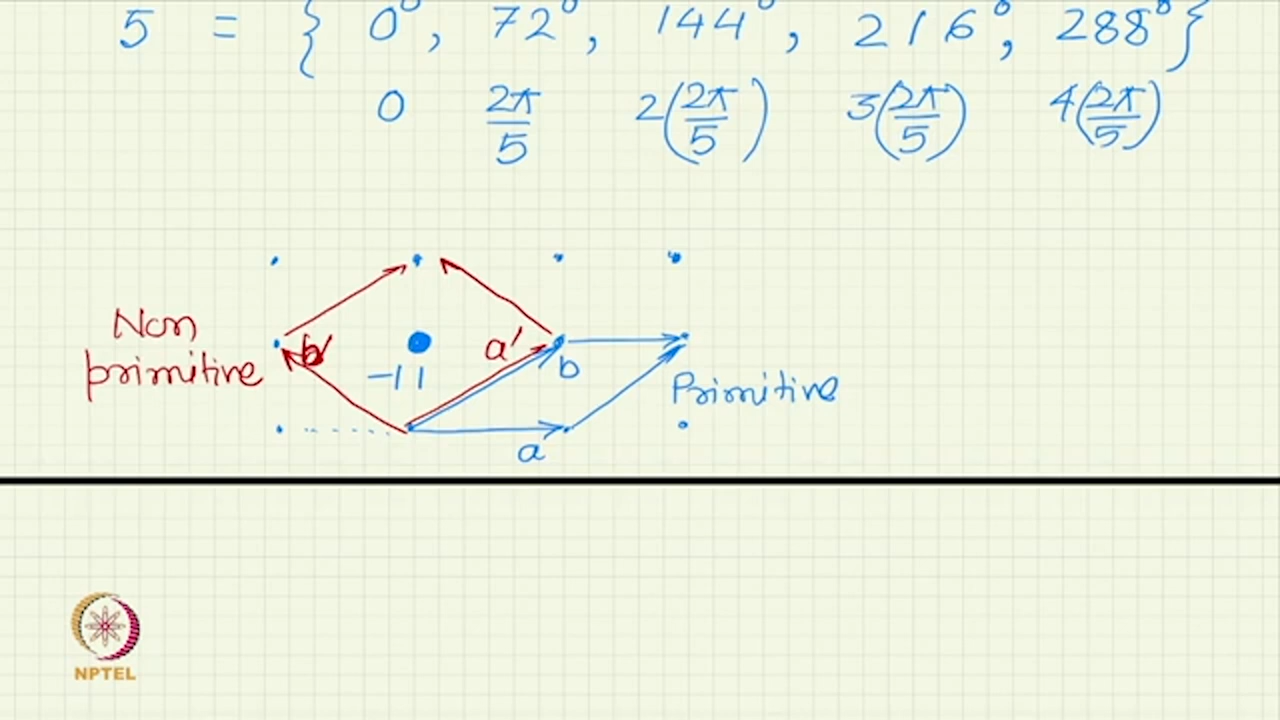 5 = { 0°, 72°, 144°, 216°, 288° }
0 2π/5 2(2π/5) 3(2π/5) 4(2π/5)
Non
primitive
b'
a'
b
-11
Primitive
a
NPTEL